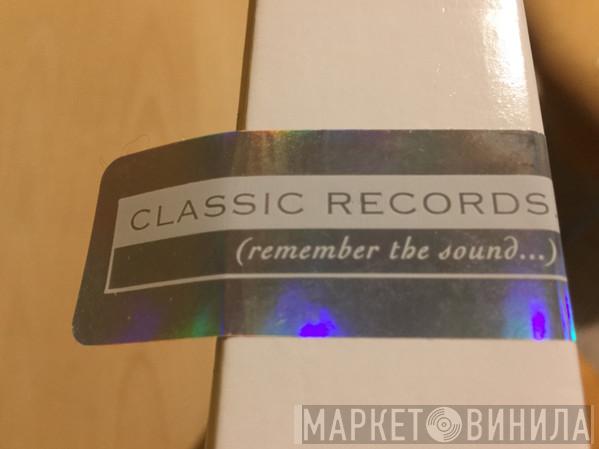 CLASSIC RECORDS.
(remember the sound...)
МАРКЕТ ВИНИЛА